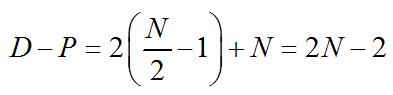 D − P = 2(N/2 − 1) + N = 2N − 2